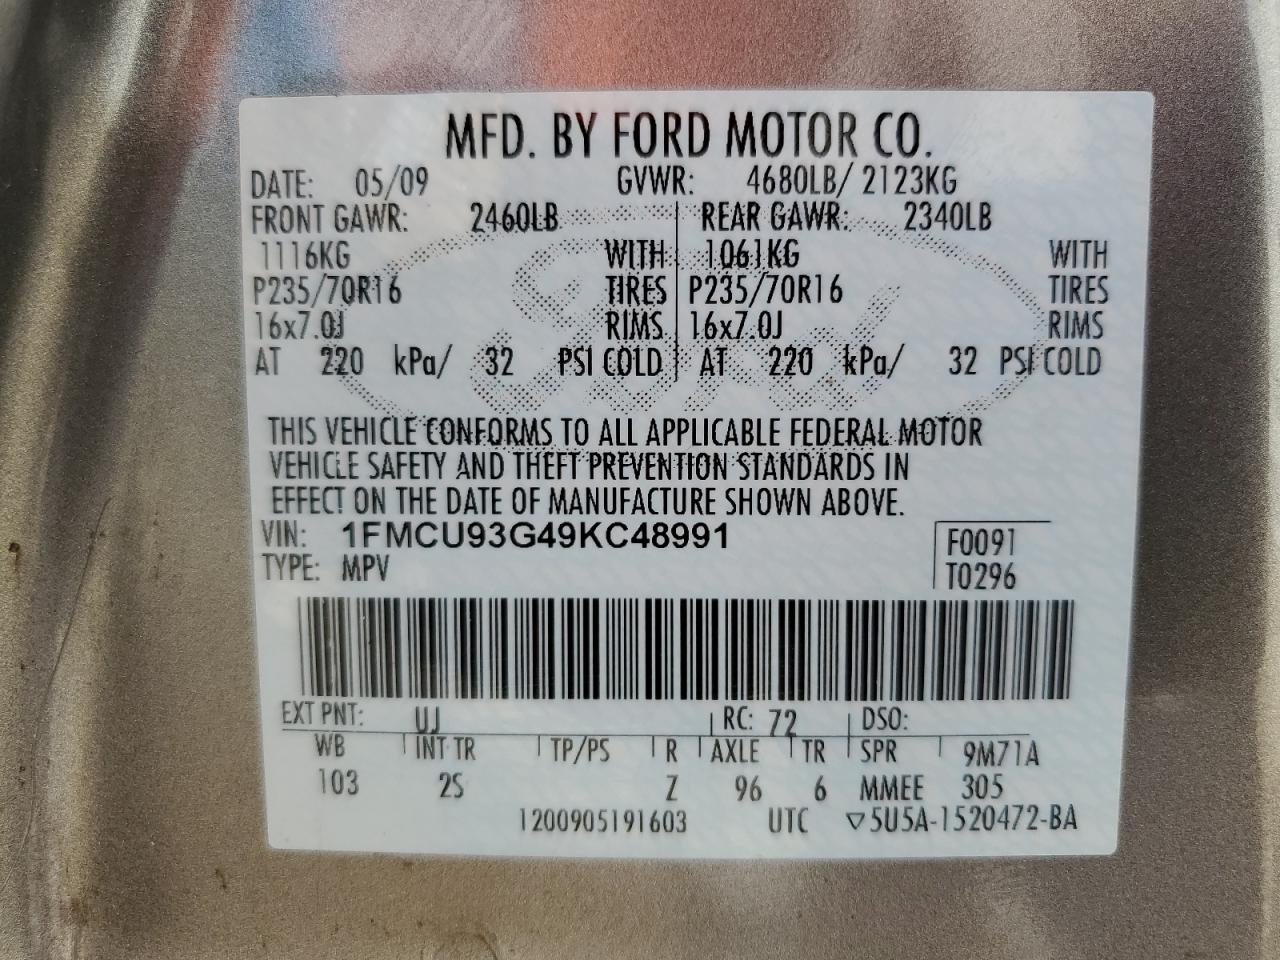 MFD. BY FORD MOTOR CO.
DATE: 05/09 GVWR: 4680LB/ 2123KG
FRONT GAWR: 2460LB REAR GAWR: 2340LB
1116KG WITH 1061KG WITH
P235/70R16 TIRES P235/70R16 TIRES
16x7.0J RIMS 16x7.0J RIMS
AT 220 kPa/ 32 PSI COLD AT 220 kPa/ 32 PSI COLD
THIS VEHICLE CONFORMS TO ALL APPLICABLE FEDERAL MOTOR
VEHICLE SAFETY AND THEFT PREVENTION STANDARDS IN
EFFECT ON THE DATE OF MANUFACTURE SHOWN ABOVE.
VIN: 1FMCU93G49KC48991 F0091
TYPE: MPV T0296
EXT PNT: UJ RC: 72 DSO:
WB INT TR TP/PS R AXLE TR SPR 9M71A
103 2S Z 96 6 MMEE 305
1200905191603 UTC ▽5U5A-1520472-BA